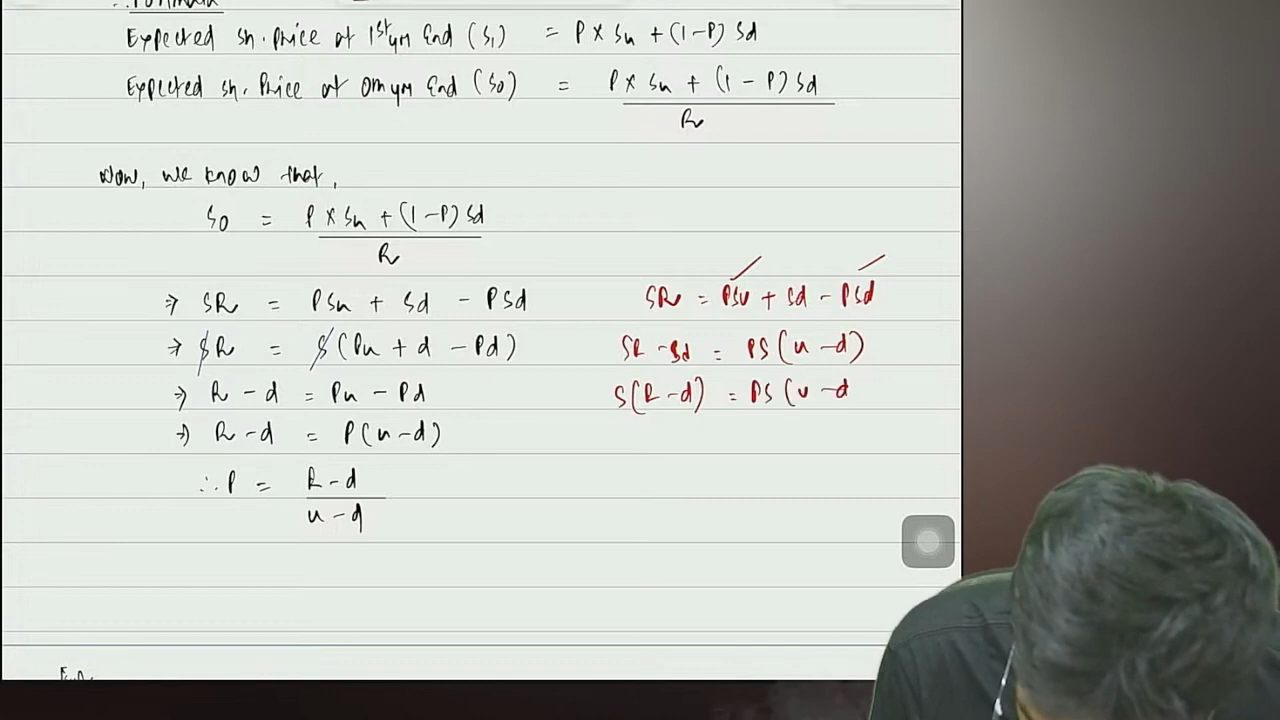 ∴ Formula
Expected sh. Price at 1st yr End (S₁) = P × Su + (1-P) Sd
Expected sh. Price at 0m yr End (S₀) = P × Su + (1 - P) Sd
R
Now, we know that,
S₀ = P × Su + (1-P) Sd
R
⇒ SR = PSu + Sd - PSd
⇒ SR = S(Pu + d - Pd)
⇒ R - d = Pu - Pd
⇒ R - d = P(u-d)
∴ P = R - d
u - d
SR = PSu + Sd - PSd
SR - Sd = PS (u - d)
S(R - d) = PS (u - d